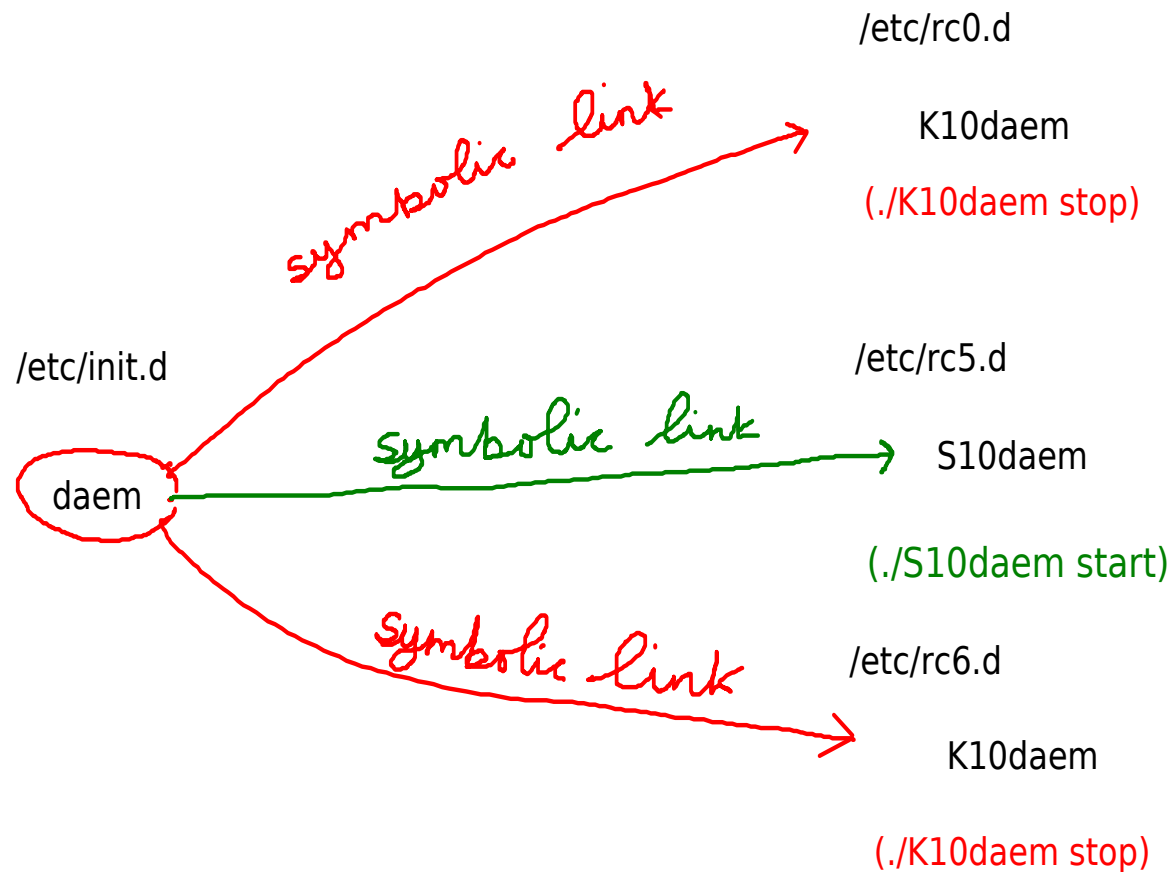 /etc/rc0.d
symbolic link
K10daem
(./K10daem stop)
/etc/init.d
/etc/rc5.d
symbolic link
S10daem
daem
(./S10daem start)
symbolic link
/etc/rc6.d
K10daem
(./K10daem stop)